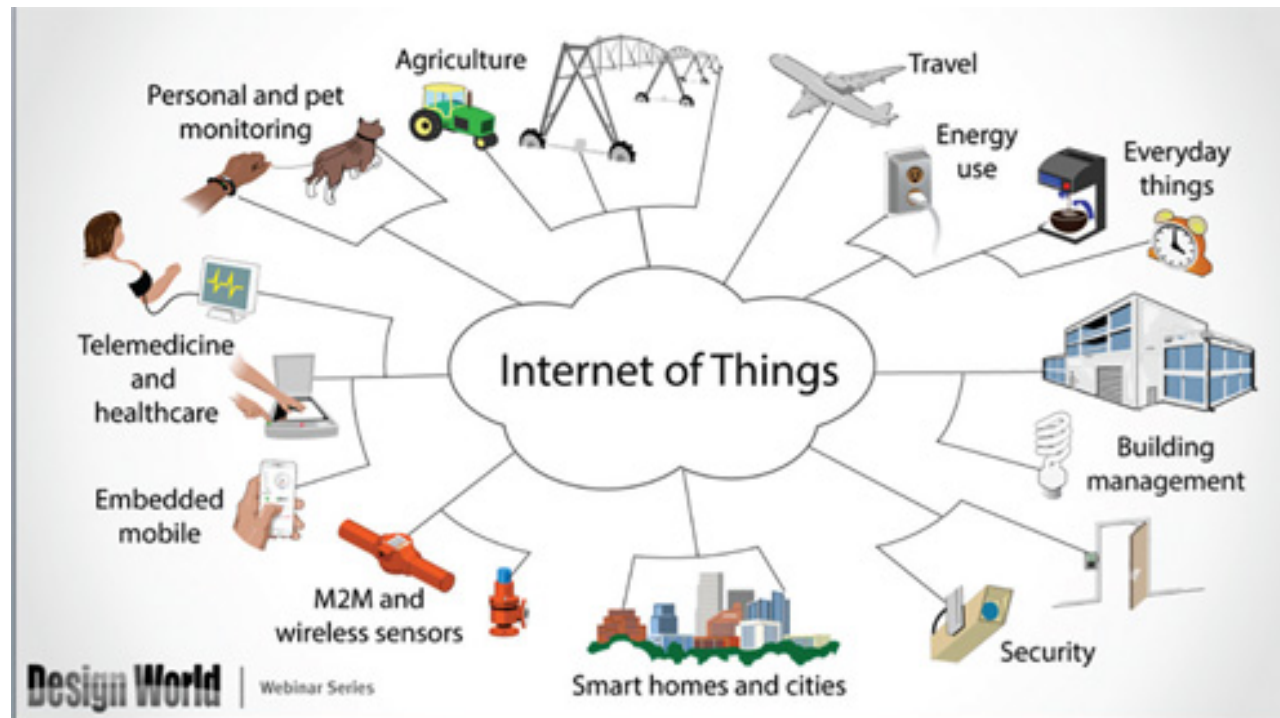 Agriculture
Travel
Personal and pet
monitoring
Energy
use
Everyday
things
Telemedicine
and
healthcare
Internet of Things
Building
management
Embedded
mobile
M2M and
wireless sensors
Security
Smart homes and cities
Design World
Webinar Series